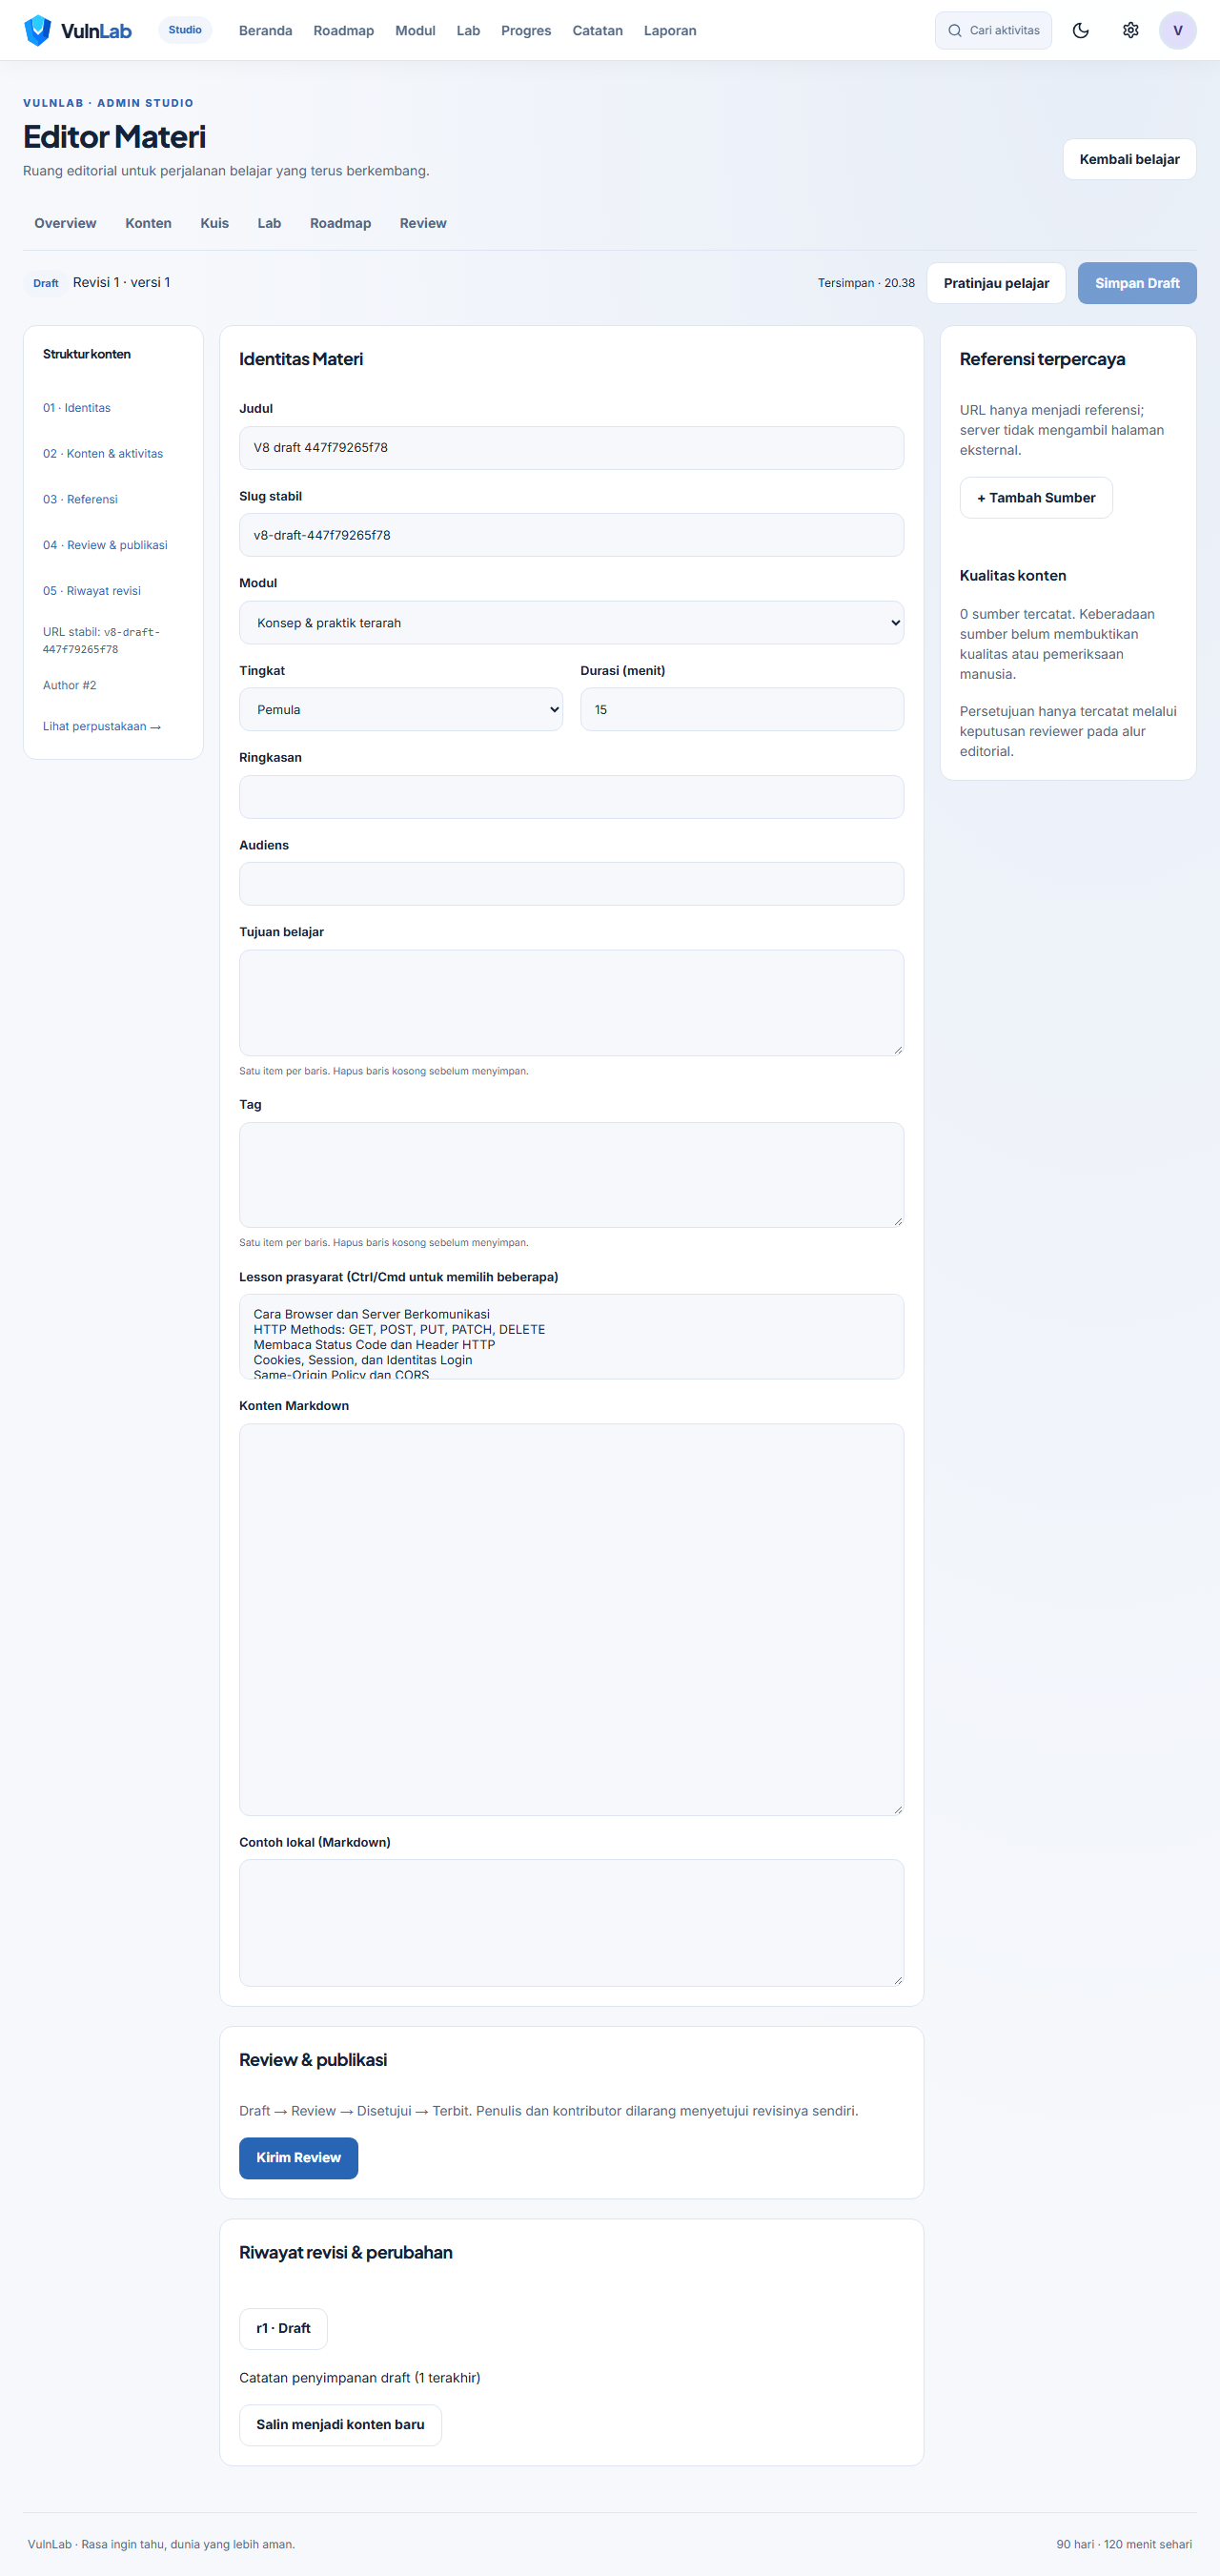 VulnLab
Studio
Beranda
Roadmap
Modul
Lab
Progres
Catatan
Laporan
Cari aktivitas
V
VULNLAB · ADMIN STUDIO
Editor Materi
Ruang editorial untuk perjalanan belajar yang terus berkembang.
Kembali belajar
Overview
Konten
Kuis
Lab
Roadmap
Review
Draft
Revisi 1 · versi 1
Tersimpan · 20.38
Pratinjau pelajar
Simpan Draft
Struktur konten
01 · Identitas
02 · Konten & aktivitas
03 · Referensi
04 · Review & publikasi
05 · Riwayat revisi
URL stabil: v8-draft-
447f79265f78
Author #2
Lihat perpustakaan →
Identitas Materi
Judul
V8 draft 447f79265f78
Slug stabil
v8-draft-447f79265f78
Modul
Konsep & praktik terarah
Tingkat
Pemula
Durasi (menit)
15
Ringkasan
Audiens
Tujuan belajar
Satu item per baris. Hapus baris kosong sebelum menyimpan.
Tag
Satu item per baris. Hapus baris kosong sebelum menyimpan.
Lesson prasyarat (Ctrl/Cmd untuk memilih beberapa)
Cara Browser dan Server Berkomunikasi
HTTP Methods: GET, POST, PUT, PATCH, DELETE
Membaca Status Code dan Header HTTP
Cookies, Session, dan Identitas Login
Same-Origin Policy dan CORS
Konten Markdown
Contoh lokal (Markdown)
Review & publikasi
Draft → Review → Disetujui → Terbit. Penulis dan kontributor dilarang menyetujui revisinya sendiri.
Kirim Review
Riwayat revisi & perubahan
r1 · Draft
Catatan penyimpanan draft (1 terakhir)
Salin menjadi konten baru
Referensi terpercaya
URL hanya menjadi referensi;
server tidak mengambil halaman
eksternal.
+ Tambah Sumber
Kualitas konten
0 sumber tercatat. Keberadaan
sumber belum membuktikan
kualitas atau pemeriksaan
manusia.
Persetujuan hanya tercatat melalui
keputusan reviewer pada alur
editorial.
VulnLab · Rasa ingin tahu, dunia yang lebih aman.
90 hari · 120 menit sehari